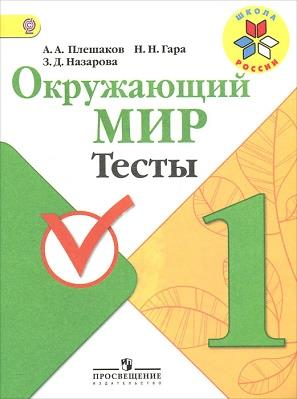 ШКОЛА РОССИИ
А. А. Плешаков Н. Н. Гара
З. Д. Назарова
Окружающий
МИР
Тесты
1
ПРОСВЕЩЕНИЕ
ИЗДАТЕЛЬСТВО